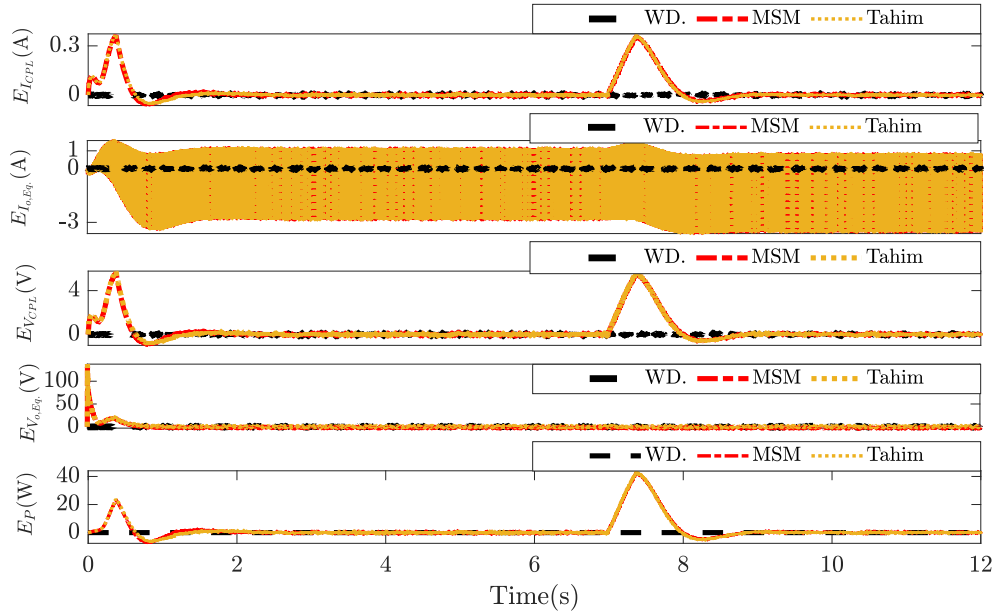 WD. MSM Tahim
E_{I_{CPL}}(A)
0.3
0
WD. MSM Tahim
E_{I_{o,Eq.}}(A)
1
0
-3
WD. MSM Tahim
E_{V_{CPL}}(V)
4
0
WD. MSM Tahim
E_{V_{o,Eq.}}(V)
100
50
0
WD. MSM Tahim
E_P(W)
40
20
0
0 2 4 6 8 10 12
Time(s)